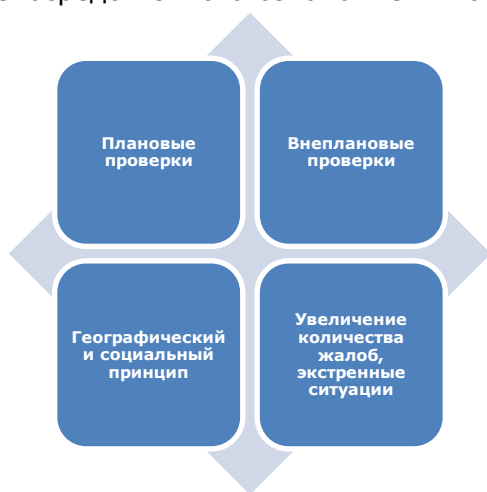 Плановые
проверки
Внеплановые
проверки
Географический
и социальный
принцип
Увеличение
количества
жалоб,
экстренные
ситуации